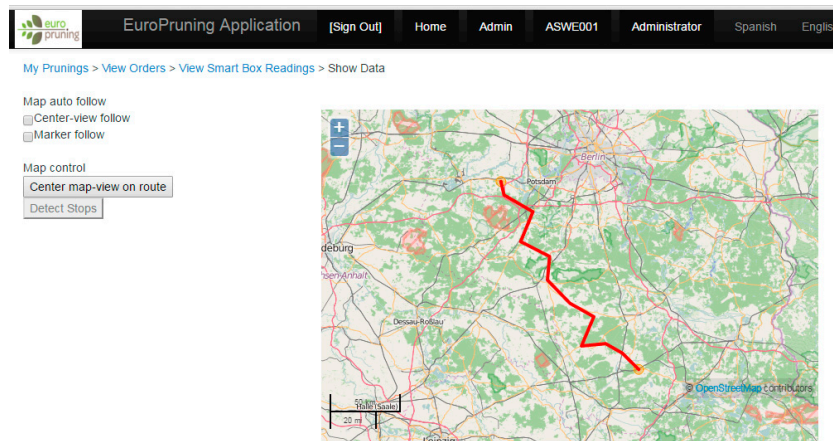 euro
pruning
EuroPruning Application [Sign Out] Home Admin ASWE001 Administrator Spanish Englis
My Prunings > View Orders > View Smart Box Readings > Show Data
Map auto follow
Center-view follow
Marker follow
Map control
Center map-view on route
Detect Stops
+
−
Berlin
Potsdam
deburg
sen-Anhalt
Dessau-Roßlau
© OpenStreetMap contributors
50 km
Halle (Saale)
20 mi
Leipzig